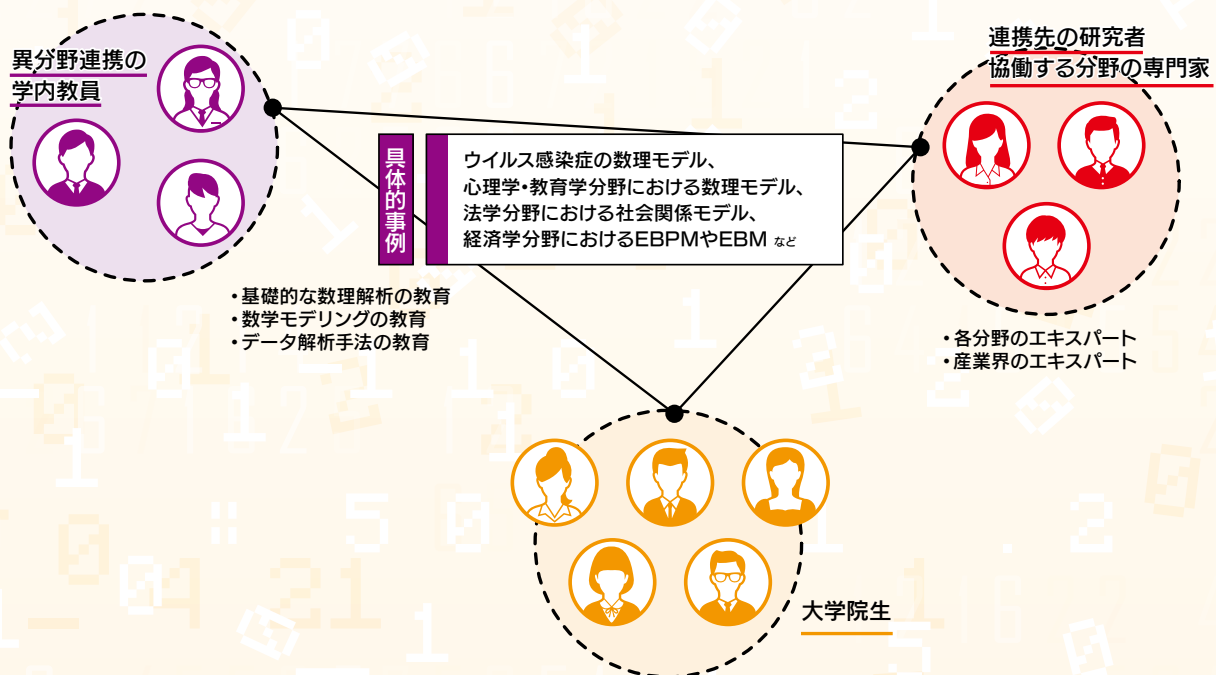 異分野連携の
学内教員
連携先の研究者
協働する分野の専門家
具体的事例
ウイルス感染症の数理モデル、
心理学・教育学分野における数理モデル、
法学分野における社会関係モデル、
経済学分野におけるEBPMやEBM など
・基礎的な数理解析の教育
・数学モデリングの教育
・データ解析手法の教育
・各分野のエキスパート
・産業界のエキスパート
大学院生